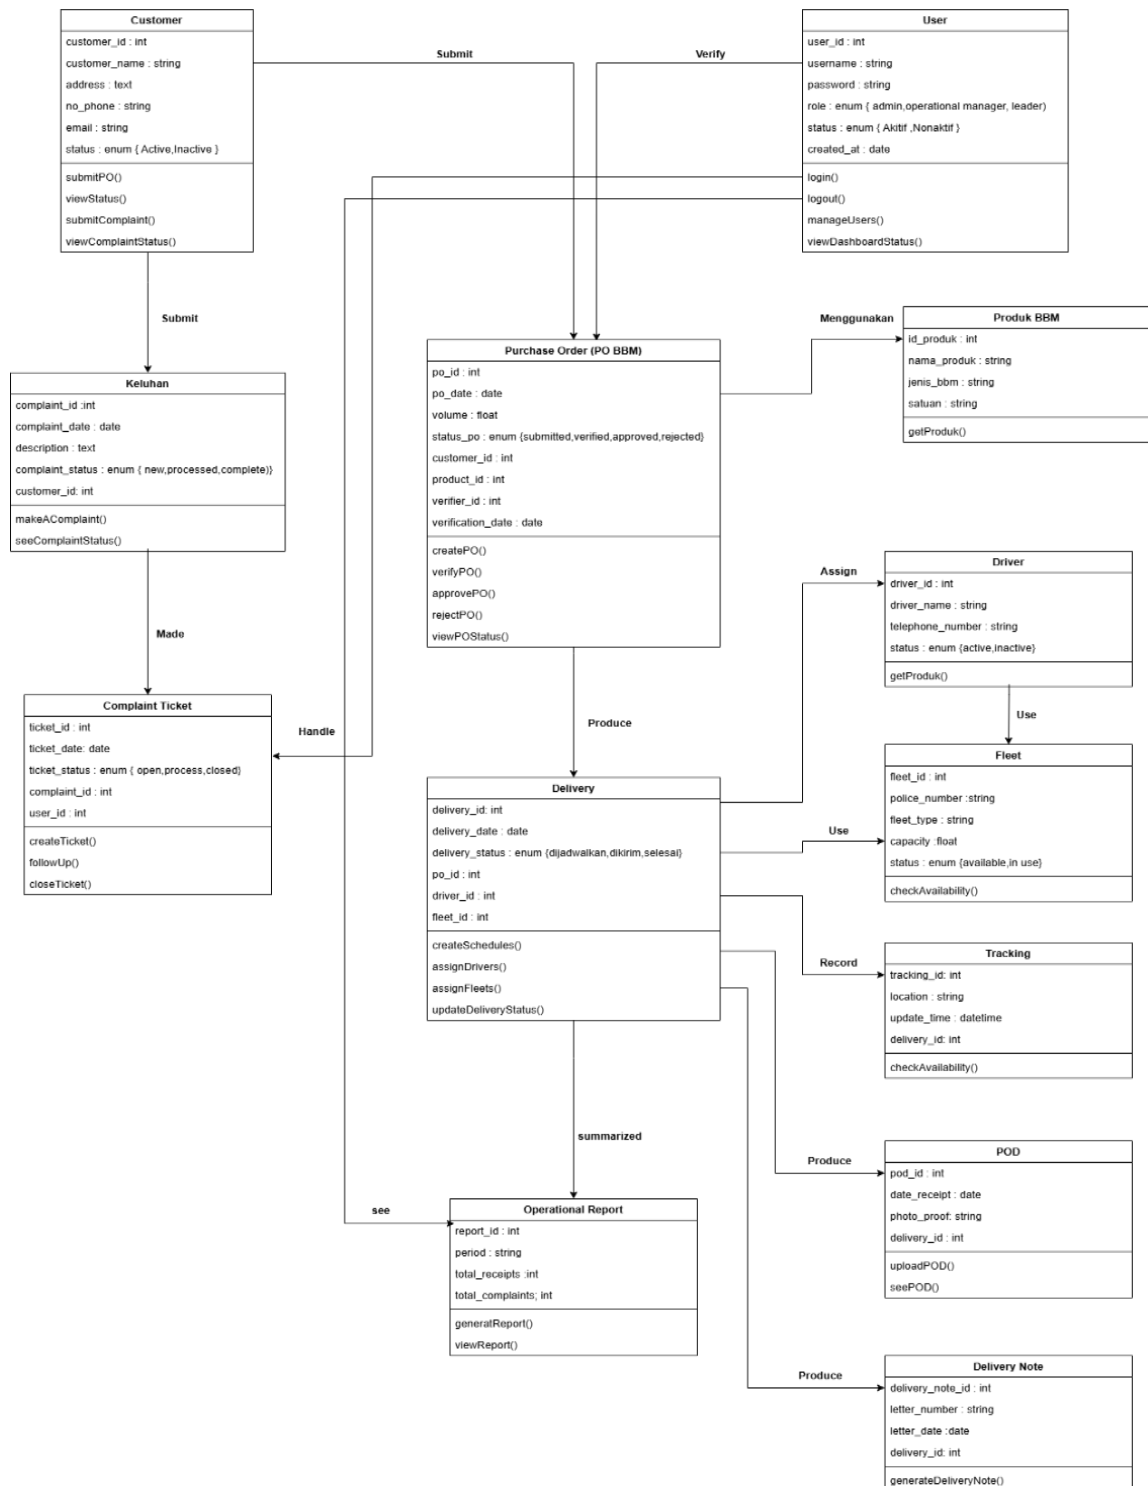 Customer
customer_id : int
customer_name : string
address : text
no_phone : string
email : string
status : enum { Active,Inactive }
submitPO()
viewStatus()
submitComplaint()
viewComplaintStatus()
Submit
Verify
User
user_id : int
username : string
password : string
role : enum { admin,operational manager, leader)
status : enum { Akitif ,Nonaktif }
created_at : date
login()
logout()
manageUsers()
viewDashboardStatus()
Submit
Keluhan
complaint_id :int
complaint_date : date
description : text
complaint_status : enum { new,processed,complete)}
customer_id: int
makeAComplaint()
seeComplaintStatus()
Purchase Order (PO BBM)
po_id : int
po_date : date
volume : float
status_po : enum {submitted,verified,approved,rejected}
customer_id : int
product_id : int
verifier_id : int
verification_date : date
createPO()
verifyPO()
approvePO()
rejectPO()
viewPOStatus()
Menggunakan
Produk BBM
id_produk : int
nama_produk : string
jenis_bbm : string
satuan : string
getProduk()
Assign
Driver
driver_id : int
driver_name : string
telephone_number : string
status : enum {active,inactive}
getProduk()
Made
Complaint Ticket
ticket_id : int
ticket_date: date
ticket_status : enum { open,process,closed}
complaint_id : int
user_id : int
createTicket()
followUp()
closeTicket()
Handle
Produce
Use
Delivery
delivery_id: int
delivery_date : date
delivery_status : enum {dijadwalkan,dikirim,selesai}
po_id : int
driver_id : int
fleet_id : int
createSchedules()
assignDrivers()
assignFleets()
updateDeliveryStatus()
Use
Fleet
fleet_id : int
police_number :string
fleet_type : string
capacity :float
status : enum {available,in use}
checkAvailability()
Record
Tracking
tracking_id: int
location : string
update_time : datetime
delivery_id: int
checkAvailability()
summarized
Produce
POD
pod_id : int
date_receipt : date
photo_proof: string
delivery_id : int
uploadPOD()
seePOD()
see
Operational Report
report_id : int
period : string
total_receipts :int
total_complaints; int
generatReport()
viewReport()
Produce
Delivery Note
delivery_note_id : int
letter_number : string
letter_date :date
delivery_id: int
generateDeliveryNote()